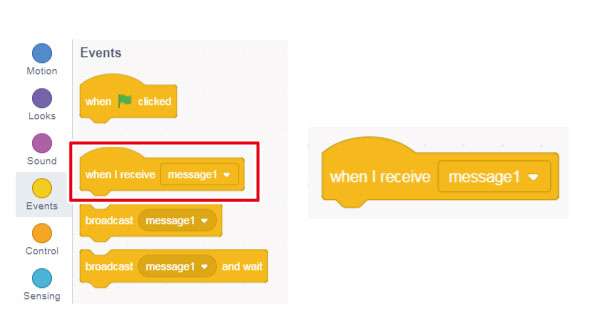 Motion
Looks
Sound
Events
Control
Sensing
Events
when clicked
when I receive message1
broadcast message1
broadcast message1 and wait
when I receive message1